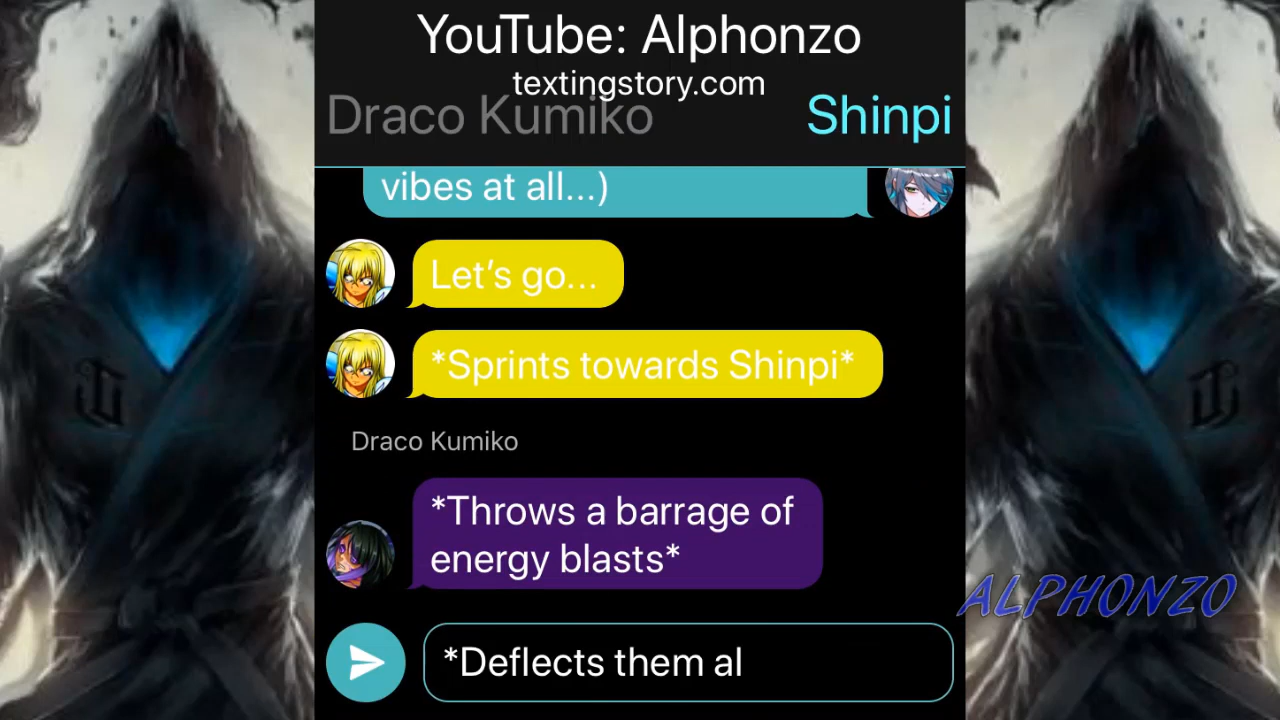 YouTube: Alphonzo
textingstory.com
Draco Kumiko
Shinpi
vibes at all...)
Let’s go...
*Sprints towards Shinpi*
Draco Kumiko
*Throws a barrage of
energy blasts*
ALPHONZO
*Deflects them al